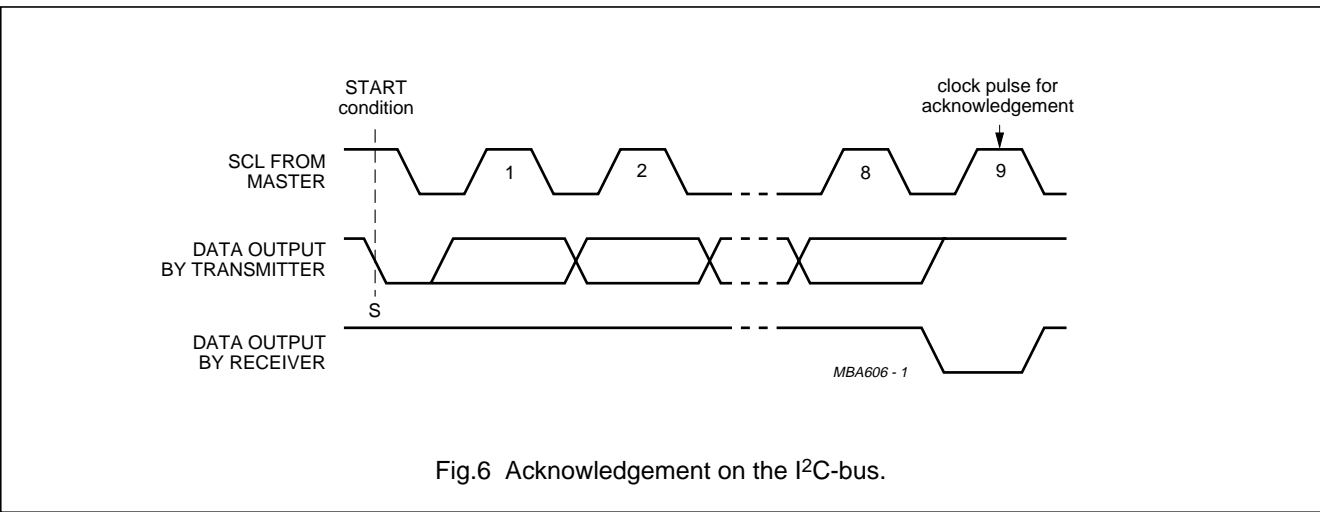 START
condition
clock pulse for
acknowledgement
SCL FROM
MASTER
1
2
8
9
DATA OUTPUT
BY TRANSMITTER
S
DATA OUTPUT
BY RECEIVER
MBA606 - 1
Fig.6 Acknowledgement on the I²C-bus.